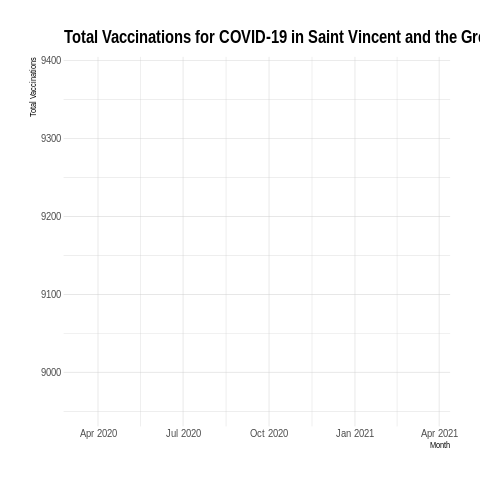 Total Vaccinations for COVID-19 in Saint Vincent and the Gre
Total Vaccinations
9400
9300
9200
9100
9000
Apr 2020 Jul 2020 Oct 2020 Jan 2021 Apr 2021
Month